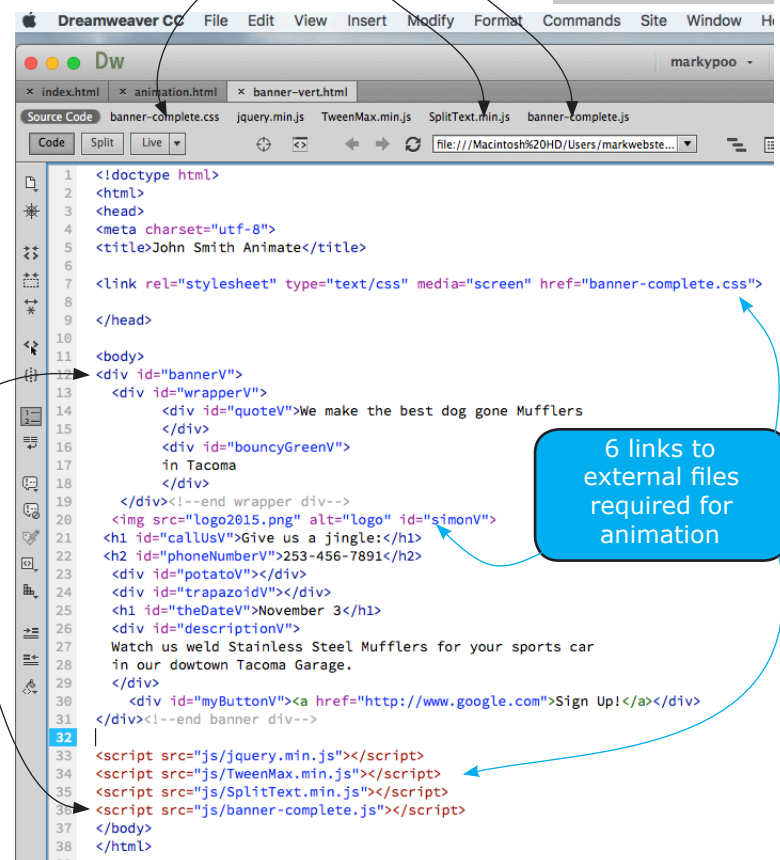 Dreamweaver CC File Edit View Insert Modify Format Commands Site Window
Dw markypoo
× index.html × animation.html × banner-vert.html
Source Code banner-complete.css jquery.min.js TweenMax.min.js SplitText.min.js banner-complete.js
Code Split Live file:///Macintosh%20HD/Users/markwebste...
1 <!doctype html>
2 <html>
3 <head>
4 <meta charset="utf-8">
5 <title>John Smith Animate</title>
6
7 <link rel="stylesheet" type="text/css" media="screen" href="banner-complete.css">
8
9 </head>
10
11 <body>
12 <div id="bannerV">
13 <div id="wrapperV">
14 <div id="quoteV">We make the best dog gone Mufflers
15 </div>
16 <div id="bouncyGreenV">
17 in Tacoma
18 </div>
19 </div><!--end wrapper div-->
20 <img src="logo2015.png" alt="logo" id="simonV">
21 <h1 id="callUsV">Give us a jingle:</h1>
22 <h2 id="phoneNumberV">253-456-7891</h2>
23 <div id="potatoV"></div>
24 <div id="trapazoidV"></div>
25 <h1 id="theDateV">November 3</h1>
26 <div id="descriptionV">
27 Watch us weld Stainless Steel Mufflers for your sports car
28 in our dowtown Tacoma Garage.
29 </div>
30 <div id="myButtonV"><a href="http://www.google.com">Sign Up!</a></div>
31 </div><!--end banner div-->
32
33 <script src="js/jquery.min.js"></script>
34 <script src="js/TweenMax.min.js"></script>
35 <script src="js/SplitText.min.js"></script>
36 <script src="js/banner-complete.js"></script>
37 </body>
38 </html>
6 links to
external files
required for
animation